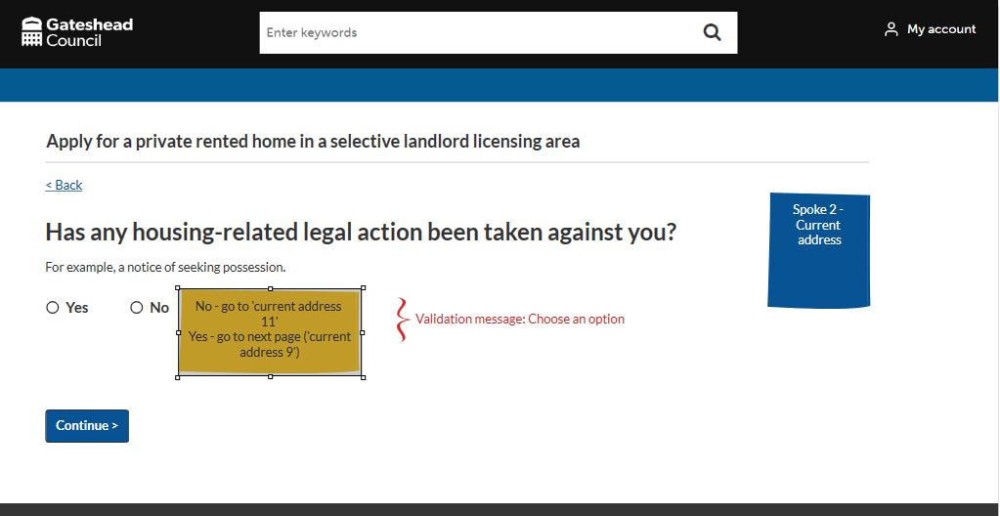 Gateshead
Council
Enter keywords
My account
Apply for a private rented home in a selective landlord licensing area
< Back
Spoke 2 -
Current
address
Has any housing-related legal action been taken against you?
For example, a notice of seeking possession.
Yes
No
No - go to 'current address
11'
Yes - go to next page ('current
address 9')
Validation message: Choose an option
Continue >